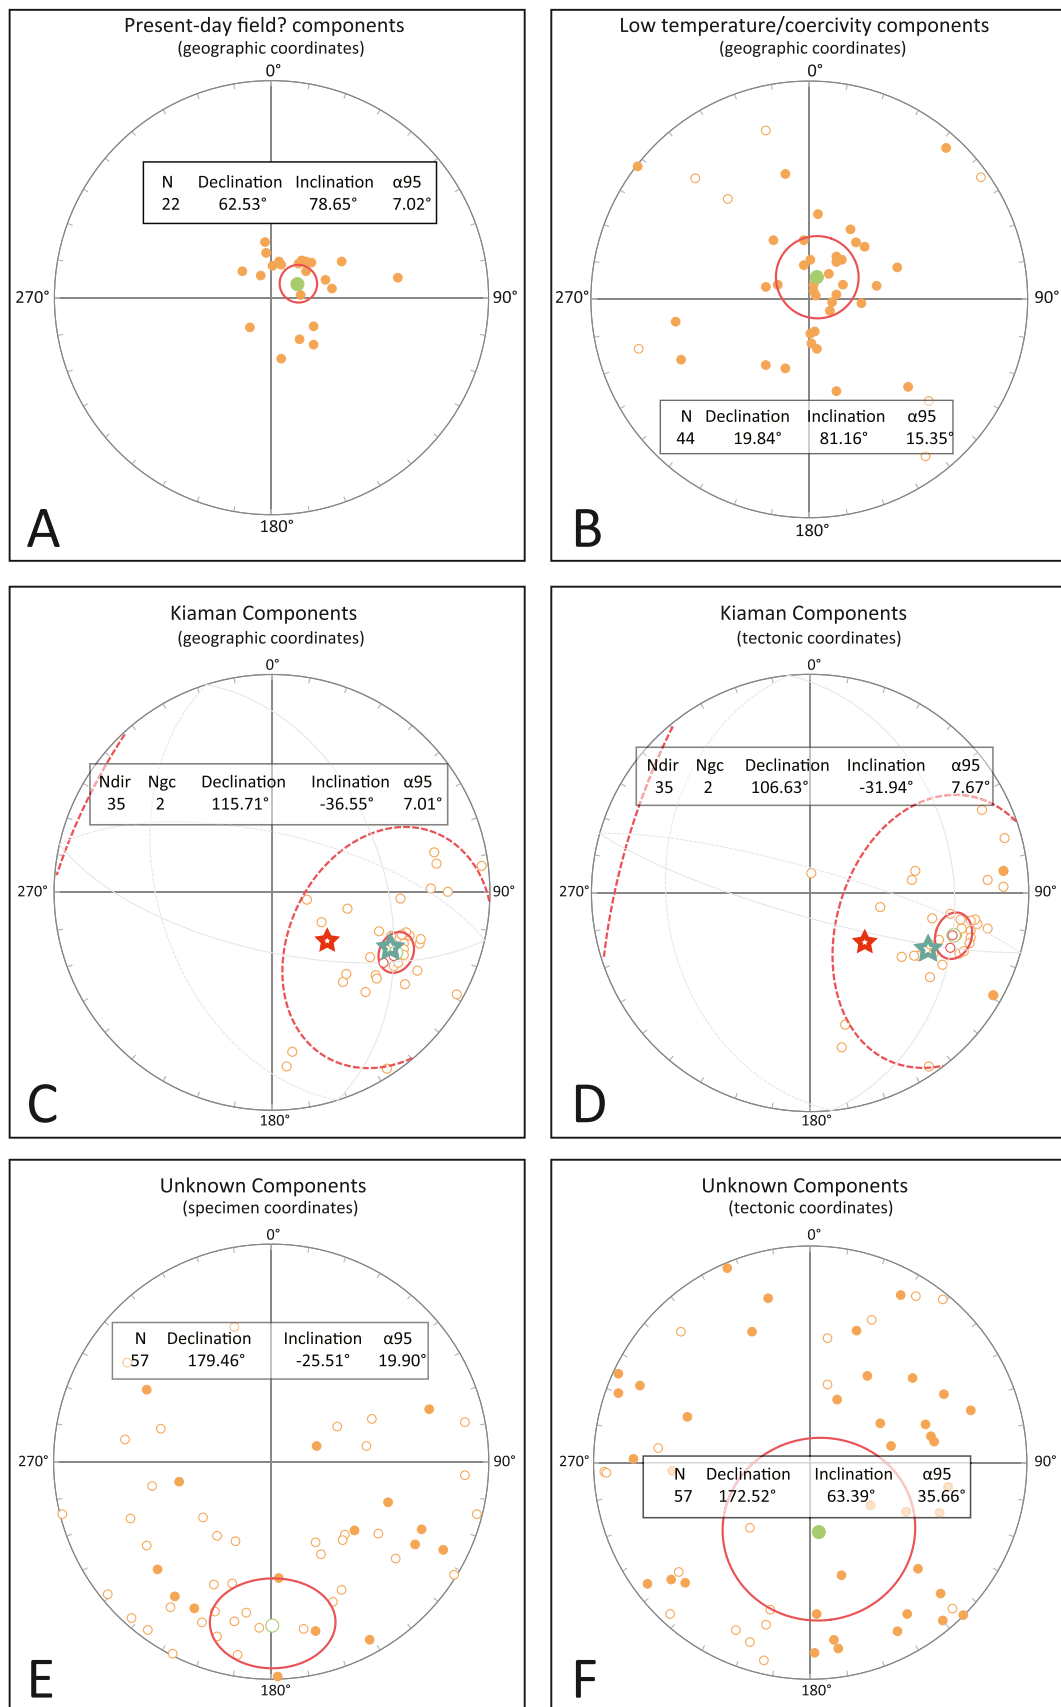 Present-day field? components
(geographic coordinates)
0°
N Declination Inclination α95
22 62.53° 78.65° 7.02°
270° 90°
180°
A
Low temperature/coercivity components
(geographic coordinates)
0°
270° 90°
N Declination Inclination α95
44 19.84° 81.16° 15.35°
180°
B
Kiaman Components
(geographic coordinates)
0°
Ndir Ngc Declination Inclination α95
35 2 115.71° -36.55° 7.01°
270° 90°
180°
C
Kiaman Components
(tectonic coordinates)
0°
Ndir Ngc Declination Inclination α95
35 2 106.63° -31.94° 7.67°
270° 90°
180°
D
Unknown Components
(specimen coordinates)
0°
N Declination Inclination α95
57 179.46° -25.51° 19.90°
270° 90°
180°
E
Unknown Components
(tectonic coordinates)
0°
270° 90°
N Declination Inclination α95
57 172.52° 63.39° 35.66°
180°
F